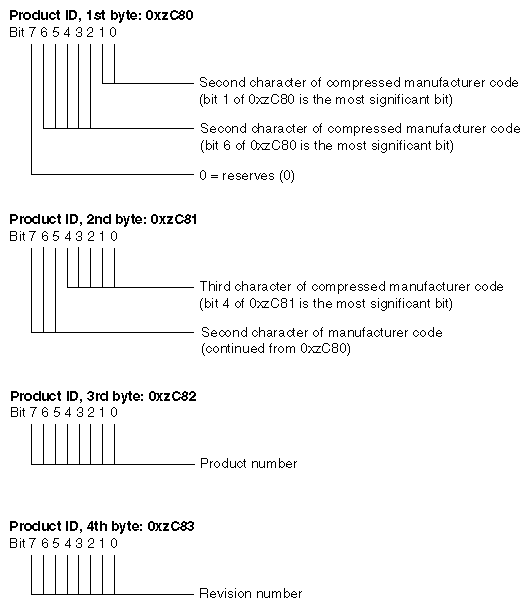 Product ID, 1st byte: 0xzC80
Bit 7 6 5 4 3 2 1 0
Second character of compressed manufacturer code
(bit 1 of 0xzC80 is the most significant bit)
Second character of compressed manufacturer code
(bit 6 of 0xzC80 is the most significant bit)
0 = reserves (0)
Product ID, 2nd byte: 0xzC81
Bit 7 6 5 4 3 2 1 0
Third character of compressed manufacturer code
(bit 4 of 0xzC81 is the most significant bit)
Second character of manufacturer code
(continued from 0xzC80)
Product ID, 3rd byte: 0xzC82
Bit 7 6 5 4 3 2 1 0
Product number
Product ID, 4th byte: 0xzC83
Bit 7 6 5 4 3 2 1 0
Revision number